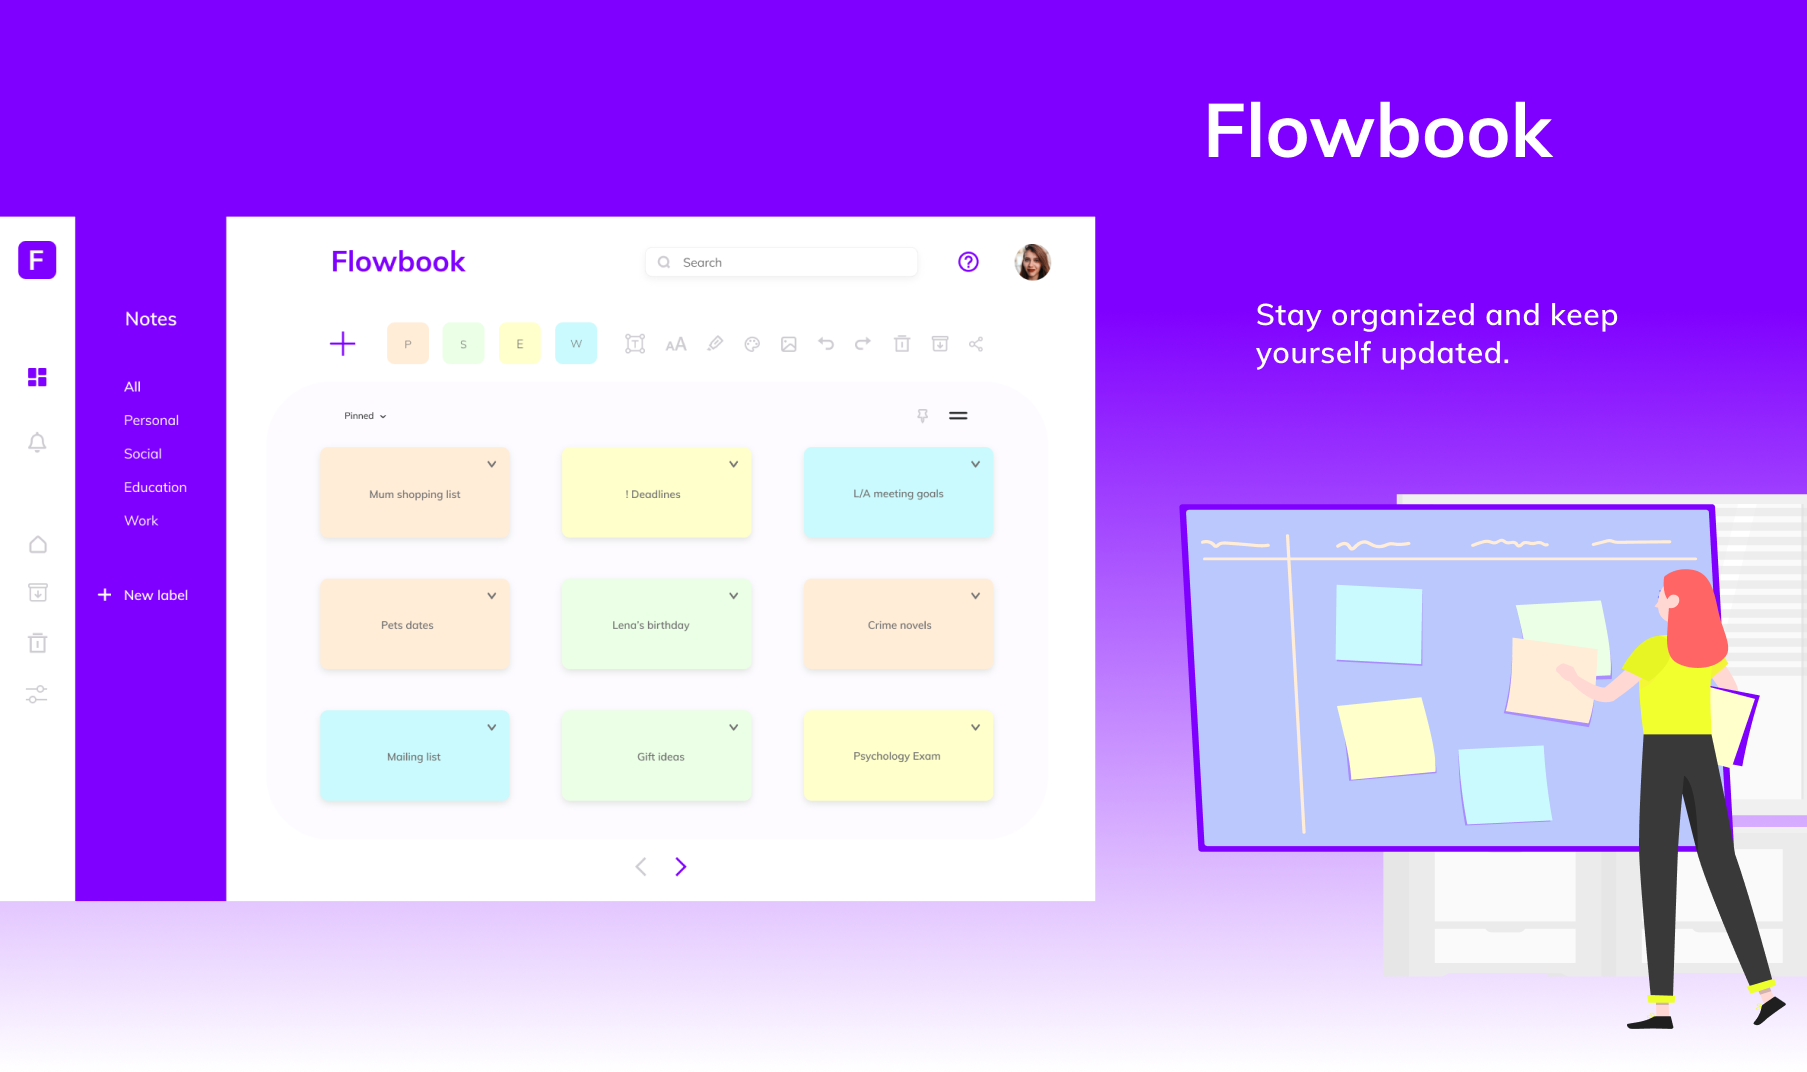 Flowbook
Stay organized and keep
yourself updated.
F
Notes
All
Personal
Social
Education
Work
+ New label
Flowbook
Search
?
P
S
E
W
T
AA
Pinned
Mum shopping list
! Deadlines
L/A meeting goals
Pets dates
Lena's birthday
Crime novels
Mailing list
Gift ideas
Psychology Exam